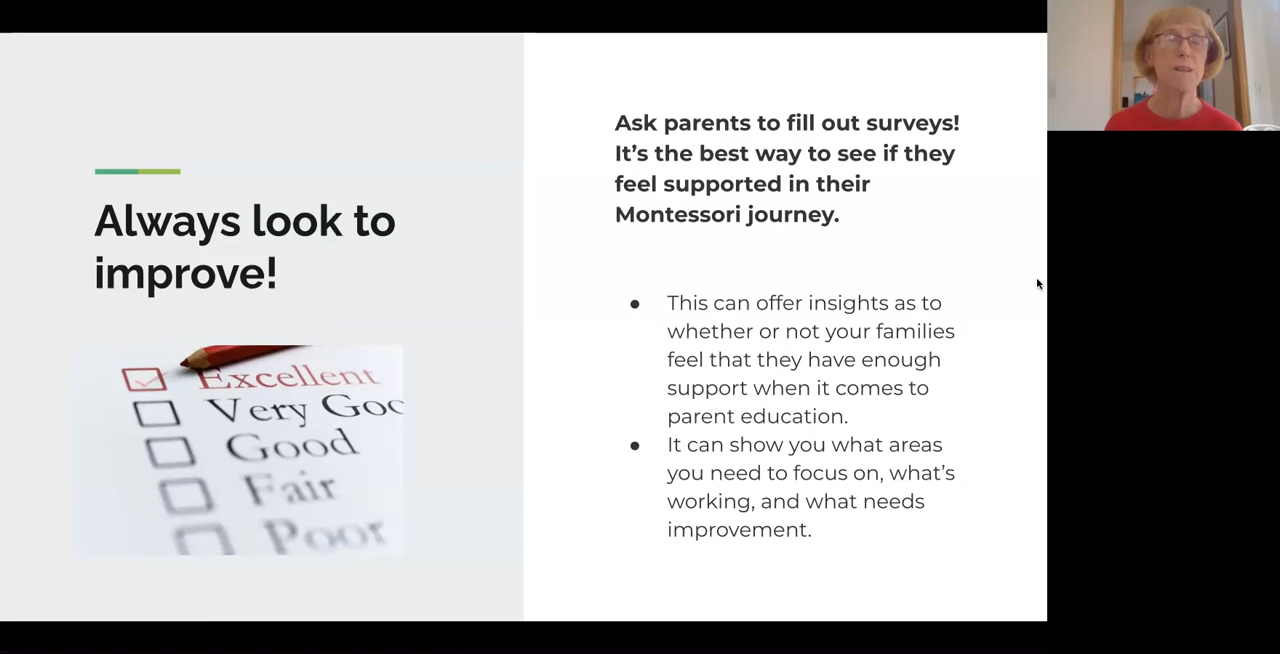 Always look to
improve!
Excellent
Very Goo
Good
Fair
Poor
Ask parents to fill out surveys!
It’s the best way to see if they
feel supported in their
Montessori journey.
● This can offer insights as to
whether or not your families
feel that they have enough
support when it comes to
parent education.
● It can show you what areas
you need to focus on, what’s
working, and what needs
improvement.